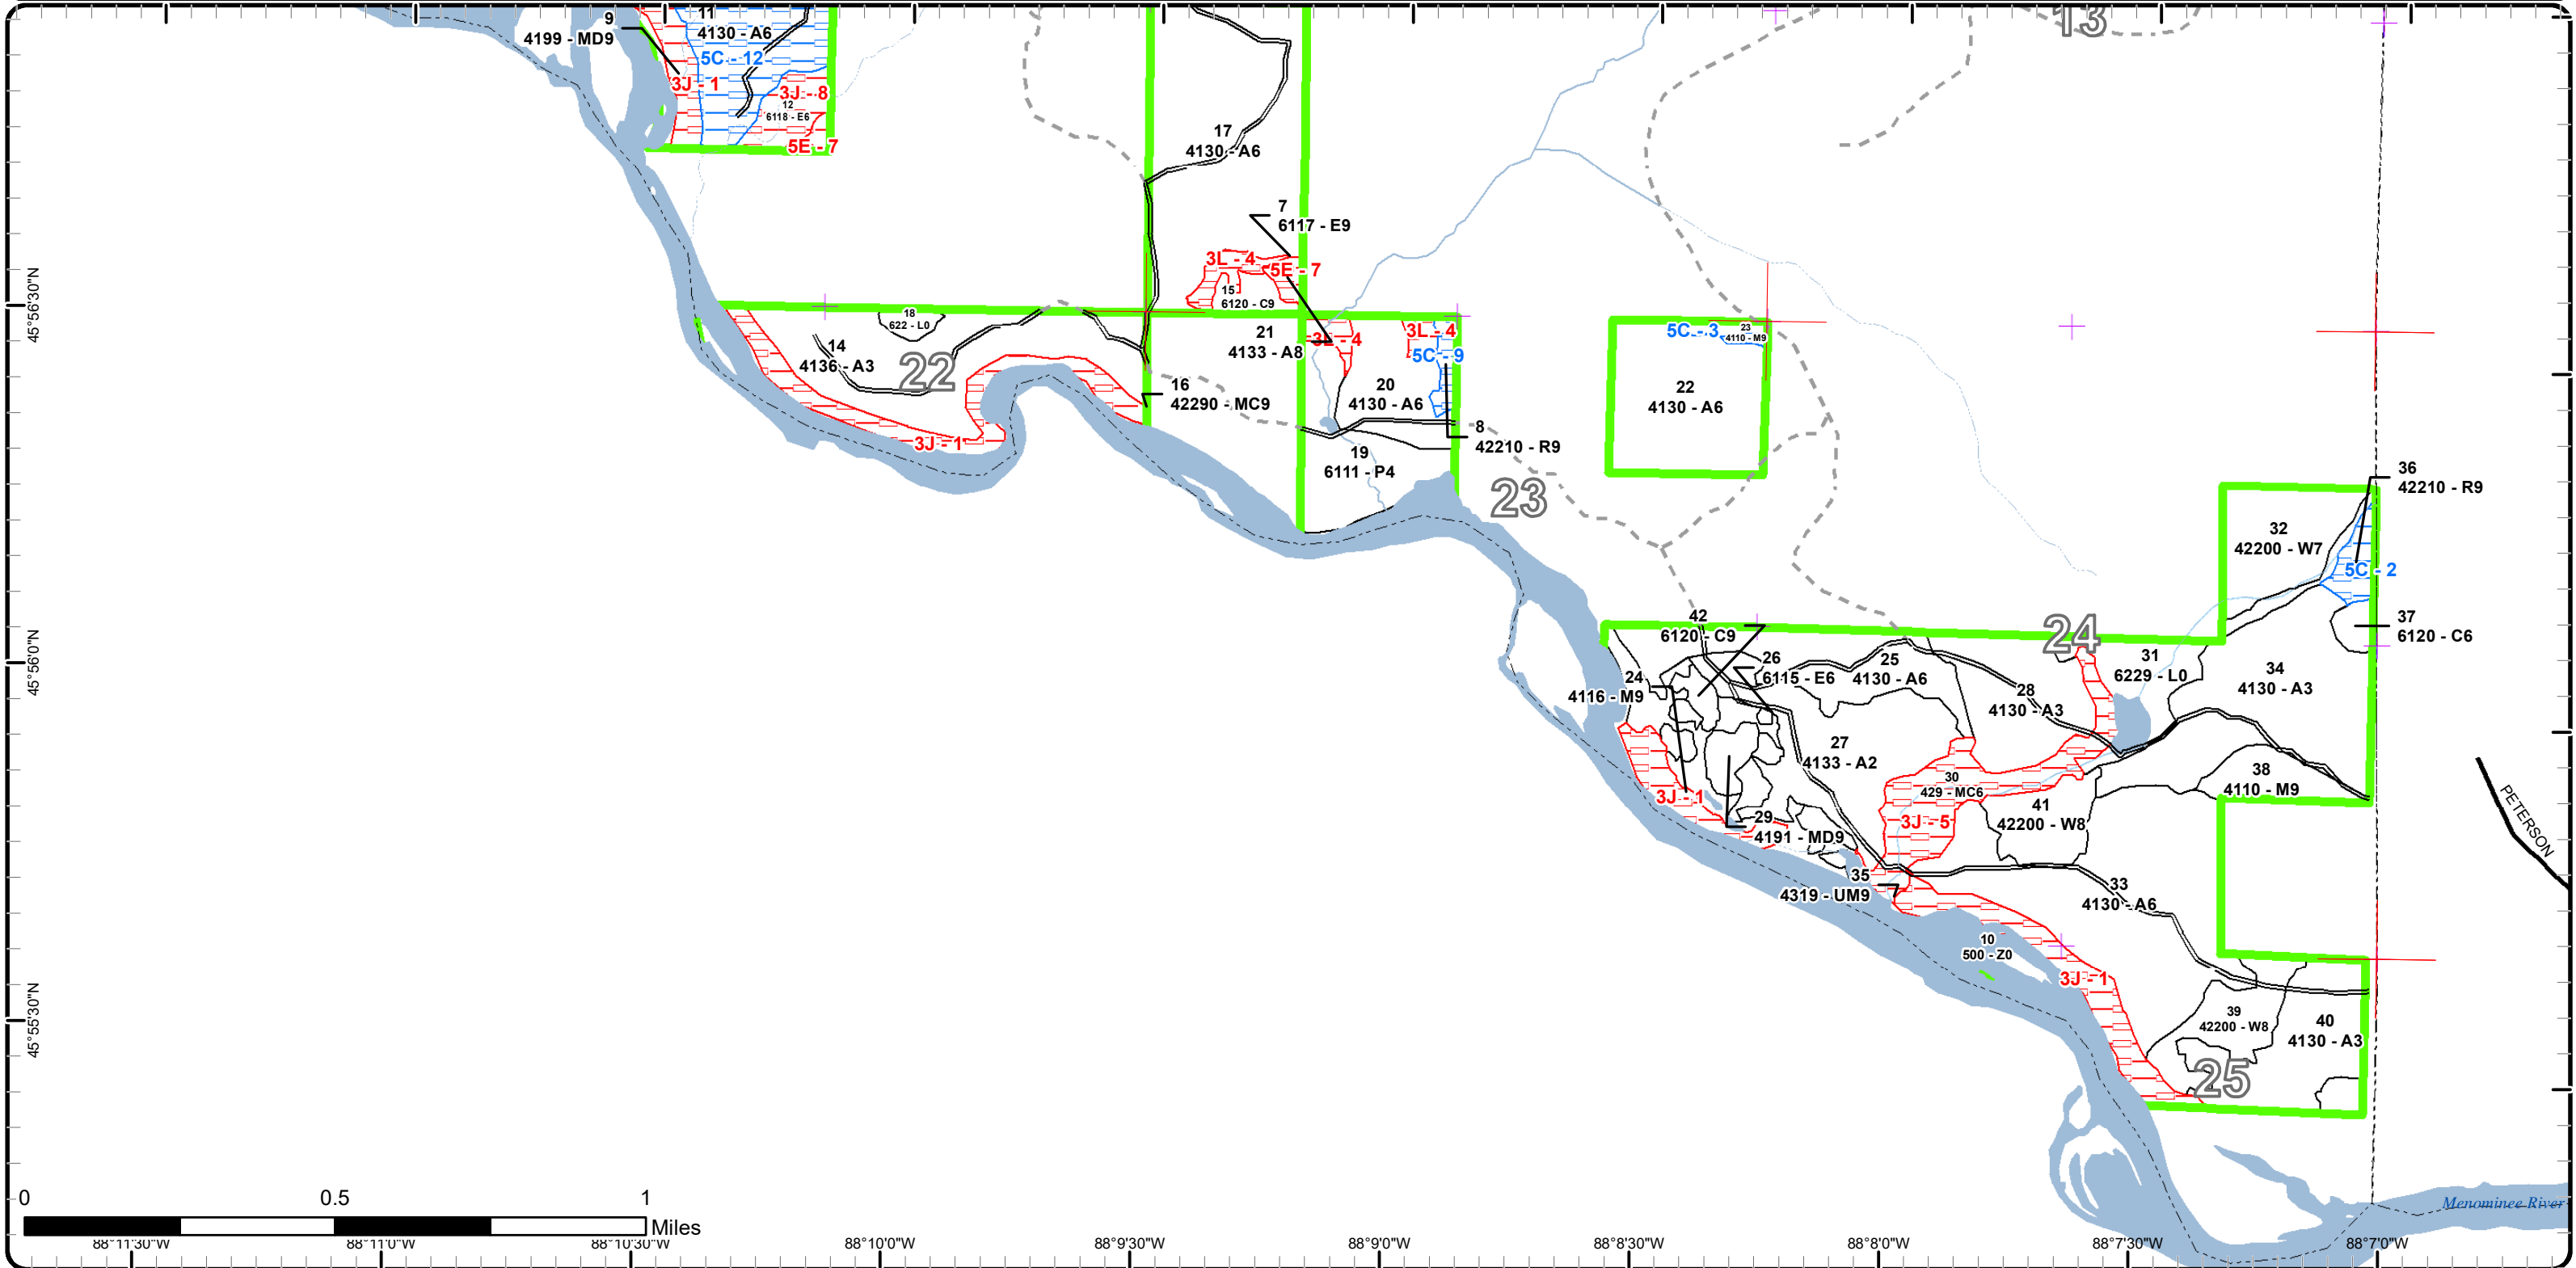 9
4199 - MD9
11
4130 - A6
5C - 12
3J - 1
3J - 8
12
6118 - E6
5E - 7
13
17
4130 - A6
7
6117 - E9
3L - 4
5E - 7
15
6120 - C9
18
622 - L0
14
4136 - A3
22
3J - 1
16
42290 - MC9
21
4133 - A8
3L - 4
3L - 4
5C - 9
20
4130 - A6
8
42210 - R9
19
6111 - P4
23
5C - 3
23
4110 - M9
22
4130 - A6
36
42210 - R9
32
42200 - W7
5C - 2
37
6120 - C6
24
42
6120 - C9
26
6115 - E6
25
4130 - A6
24
4116 - M9
28
4130 - A3
31
6229 - L0
34
4130 - A3
27
4133 - A2
30
429 - MC6
3J - 5
3J - 1
29
4191 - MD9
41
42200 - W8
38
4110 - M9
35
4319 - UM9
33
4130 - A6
10
500 - Z0
3J - 1
39
42200 - W8
40
4130 - A3
25
PETERSON
Menominee River
45°56'30"N
45°56'0"N
45°55'30"N
0
0.5
1
Miles
88°11'30"W
88°11'0"W
88°10'30"W
88°10'0"W
88°9'30"W
88°9'0"W
88°8'30"W
88°8'0"W
88°7'30"W
88°7'0"W